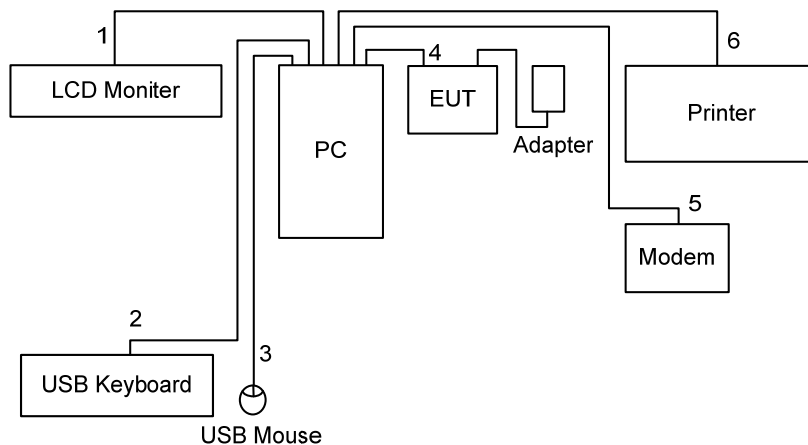 1
4
6
LCD Moniter
EUT
Printer
PC
Adapter
5
Modem
2
3
USB Keyboard
USB Mouse